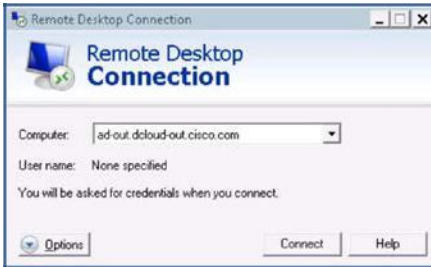 Remote Desktop Connection
Remote Desktop
Connection
Computer: ad-out.dcloud-out.cisco.com
User name: None specified
You will be asked for credentials when you connect.
Options Connect Help